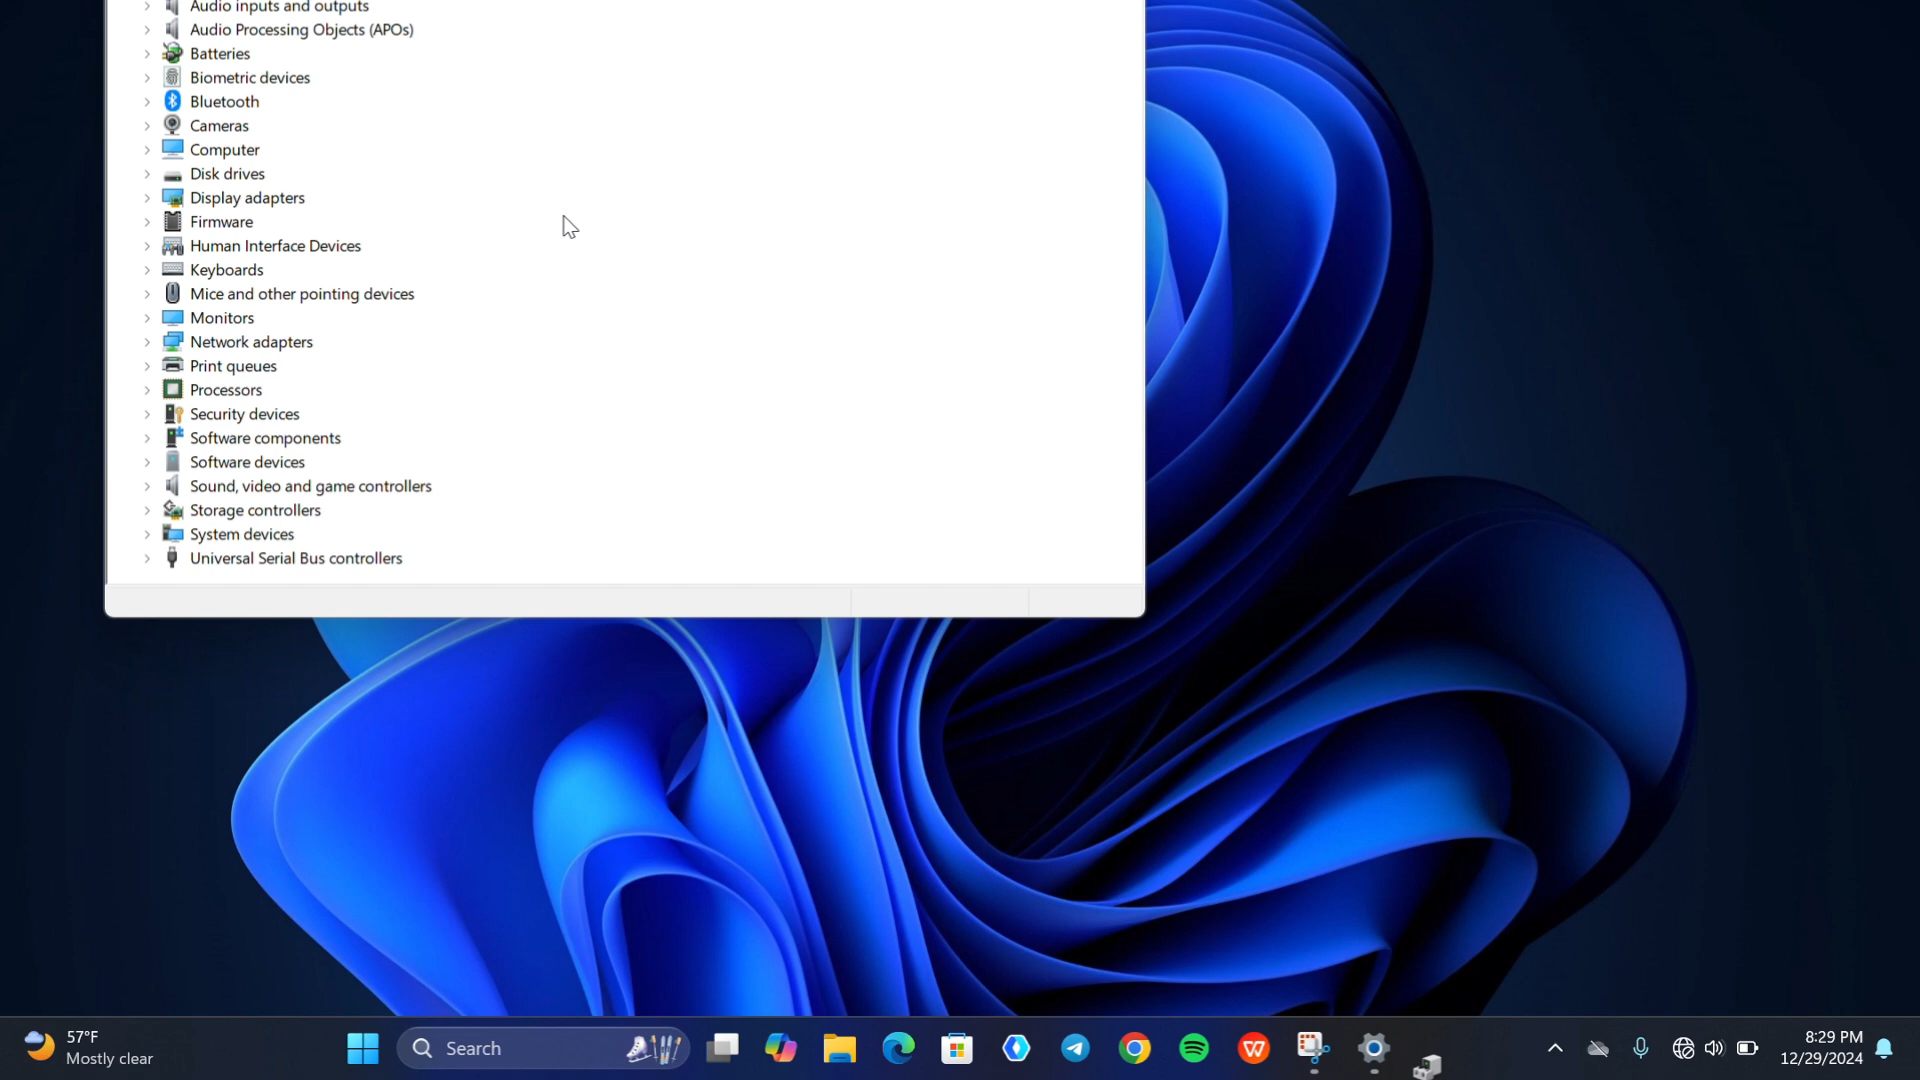 Audio inputs and outputs
Audio Processing Objects (APOs)
Batteries
Biometric devices
Bluetooth
Cameras
Computer
Disk drives
Display adapters
Firmware
Human Interface Devices
Keyboards
Mice and other pointing devices
Monitors
Network adapters
Print queues
Processors
Security devices
Software components
Software devices
Sound, video and game controllers
Storage controllers
System devices
Universal Serial Bus controllers
57°F
Mostly clear
Search
8:29 PM
12/29/2024